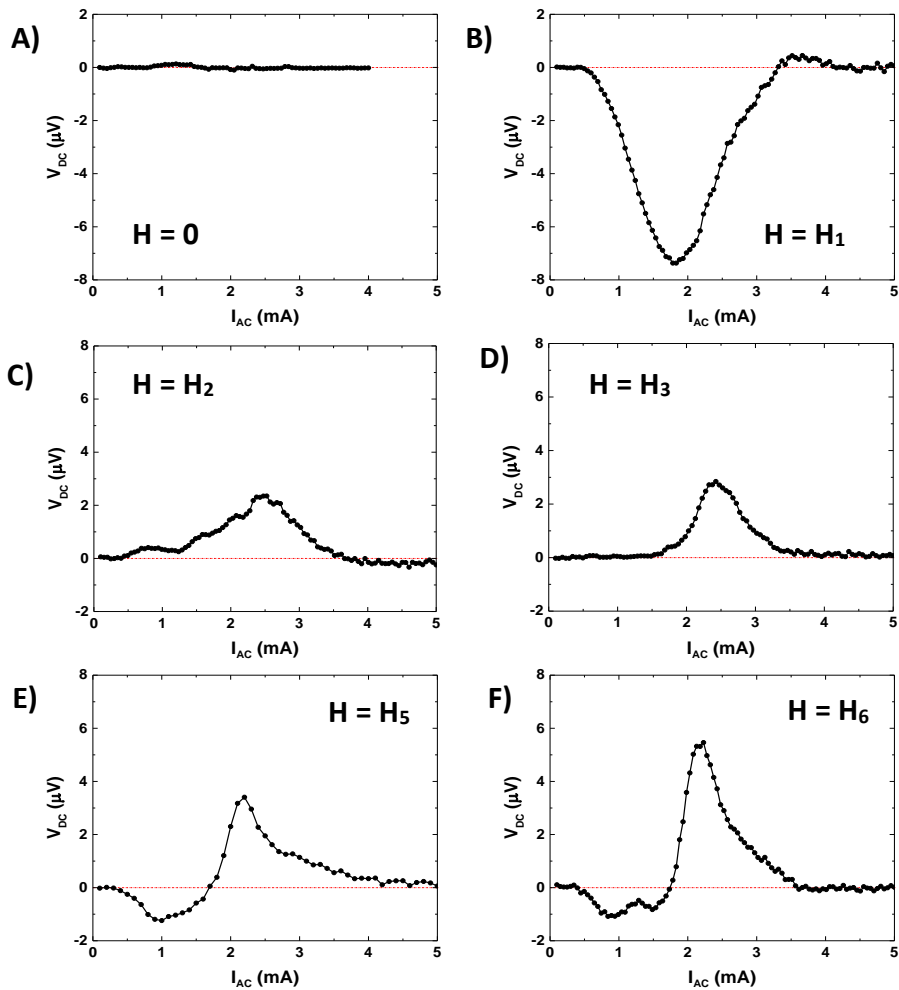 A)
2
0
-2
-4
-6
-8
V_DC (μV)
H = 0
0 1 2 3 4 5
I_AC (mA)
B)
2
0
-2
-4
-6
-8
V_DC (μV)
H = H₁
0 1 2 3 4 5
I_AC (mA)
C)
8
6
4
2
0
-2
V_DC (μV)
H = H₂
0 1 2 3 4 5
I_AC (mA)
D)
8
6
4
2
0
-2
V_DC (μV)
H = H₃
0 1 2 3 4 5
I_AC (mA)
E)
8
6
4
2
0
-2
V_DC (μV)
H = H₅
0 1 2 3 4 5
I_AC (mA)
F)
8
6
4
2
0
-2
V_DC (μV)
H = H₆
0 1 2 3 4 5
I_AC (mA)